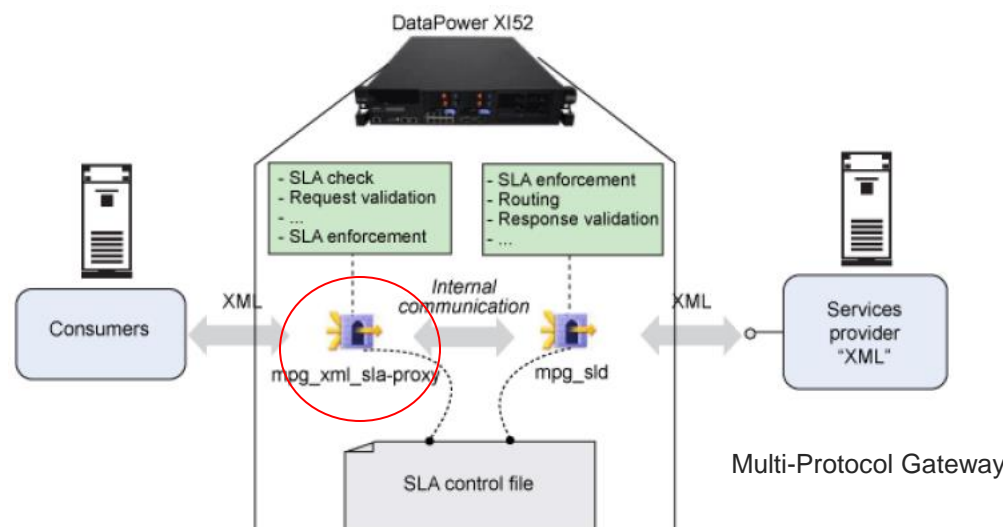 DataPower XI52
- SLA check
- Request validation
- ...
- SLA enforcement
- SLA enforcement
- Routing
- Response validation
- ...
Consumers
XML
Internal
communication
XML
Services
provider
“XML”
mpg_xml_sla-proxy
mpg_sld
SLA control file
Multi-Protocol Gateway